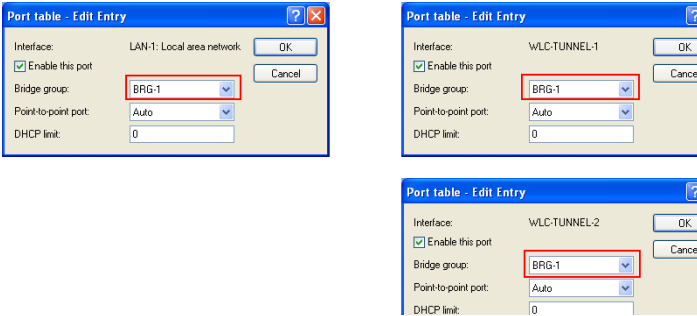 Port table - Edit Entry
Interface: LAN-1: Local area network OK
Enable this port
Cancel
Bridge group: BRG-1
Point-to-point port: Auto
DHCP limit: 0
Port table - Edit Entry
Interface: WLC-TUNNEL-1 OK
Enable this port
Cance
Bridge group: BRG-1
Point-to-point port: Auto
DHCP limit: 0
Port table - Edit Entry
Interface: WLC-TUNNEL-2 OK
Enable this port
Cance
Bridge group: BRG-1
Point-to-point port: Auto
DHCP limit: 0